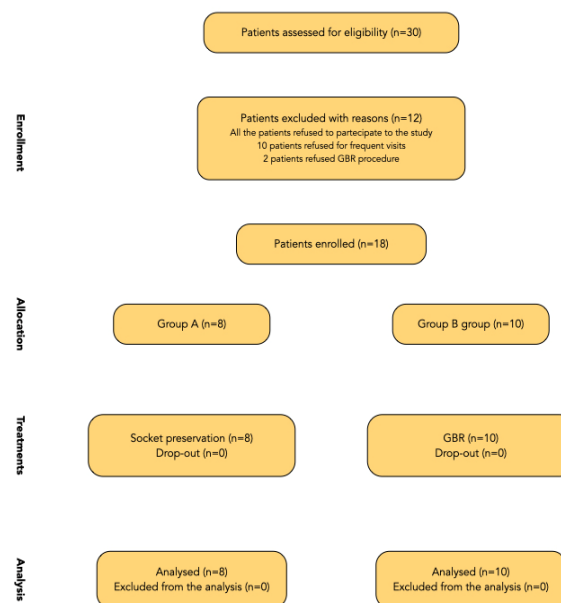 Patients assessed for eligibility (n=30)
Enrollment
Patients excluded with reasons (n=12)
All the patients refused to partecipate to the study
10 patients refused for frequent visits
2 patients refused GBR procedure
Patients enrolled (n=18)
Allocation
Group A (n=8)
Group B group (n=10)
Treatments
Socket preservation (n=8)
Drop-out (n=0)
GBR (n=10)
Drop-out (n=0)
Analysis
Analysed (n=8)
Excluded from the analysis (n=0)
Analysed (n=10)
Excluded from the analysis (n=0)